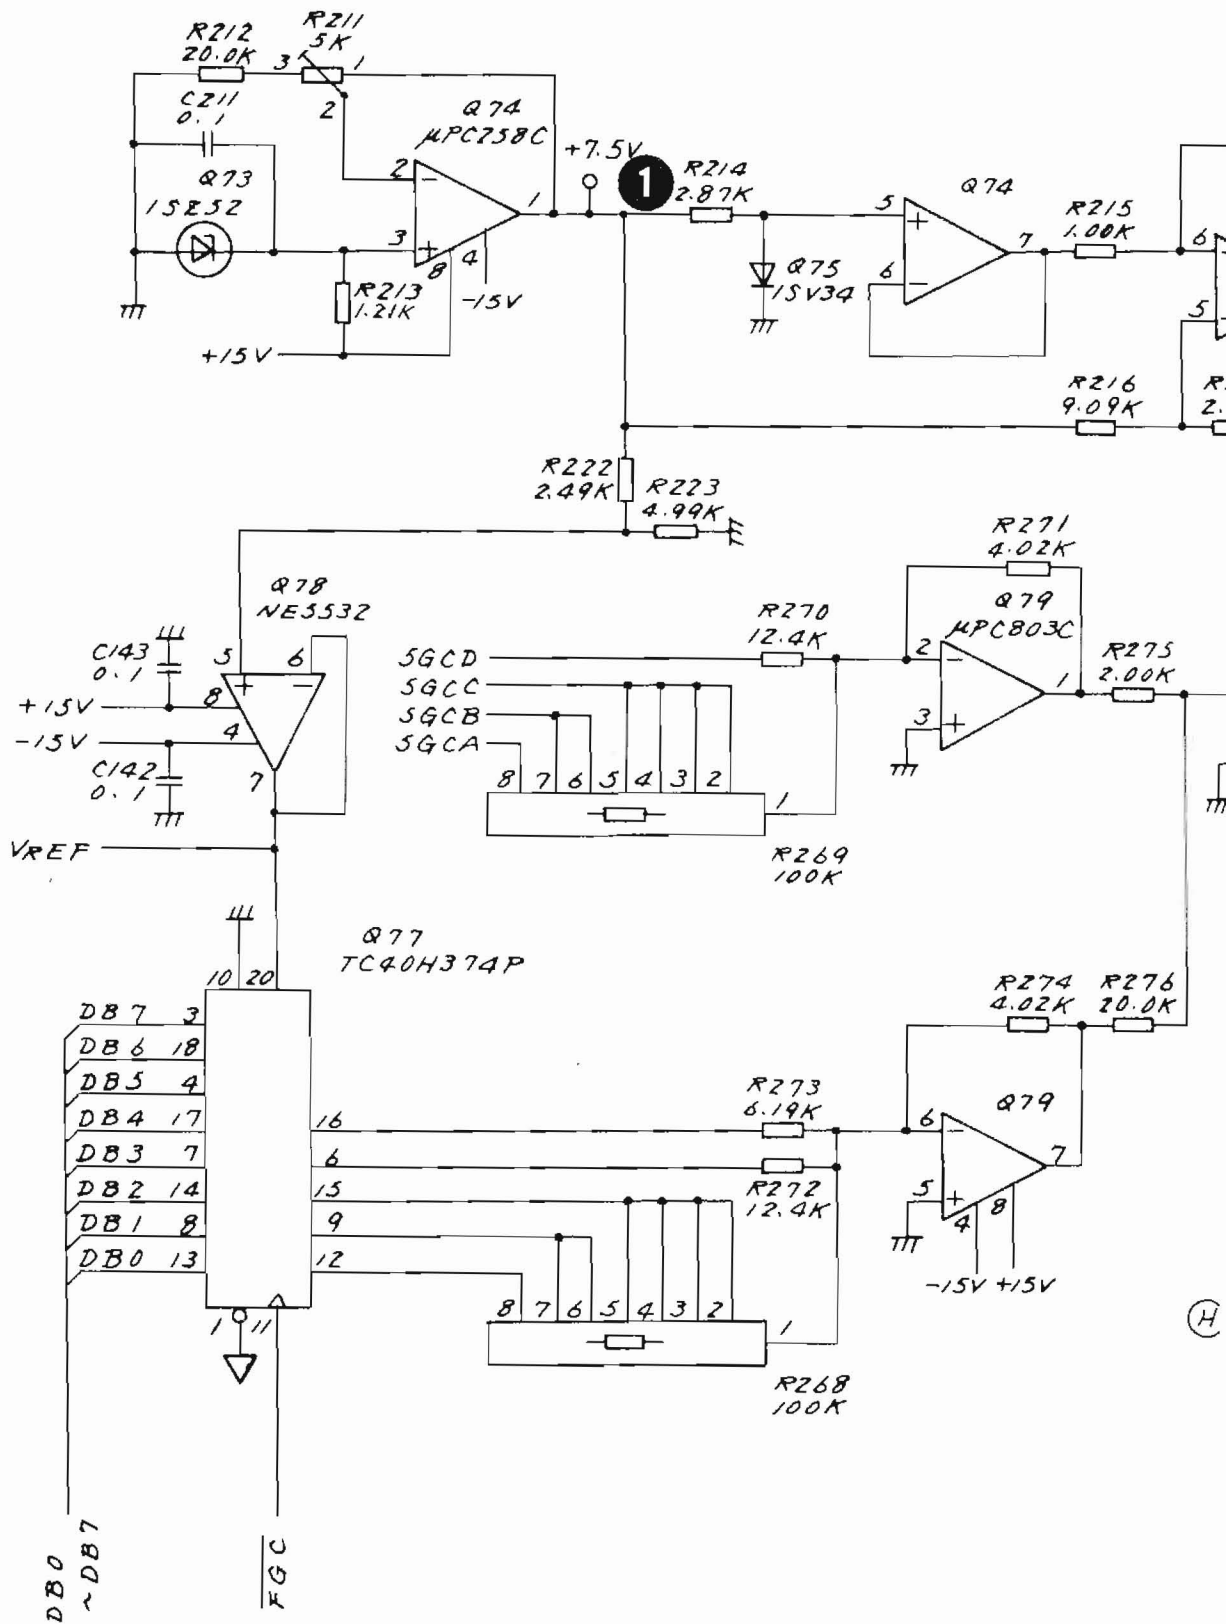 R211
5K
R212
20.0K
3
1
2
C211
0.1
Q74
μPC258C
+7.5V
1
R214
2.87K
Q73
1SZ52
2
-
3
+
1
8
4
-15V
R213
1.21K
+15V
Q75
1SV34
Q74
5
+
6
-
7
R215
1.00K
6
5
R216
9.09K
R222
2.49K
R223
4.99K
R271
4.02K
Q79
μPC803C
Q78
NE5532
C143
0.1
5
+
6
-
8
+15V
4
-15V
C142
0.1
7
VREF
SGCD
SGCC
SGCB
SGCA
R270
12.4K
2
-
3
+
1
R275
2.00K
8 7 6 5 4 3 2
1
R269
100K
Q77
TC40H374P
10 20
DB7 3
DB6 18
DB5 4
DB4 17
DB3 7
DB2 14
DB1 8
DB0 13
16
6
15
9
12
1
11
R274
4.02K
R276
20.0K
R273
6.19K
R272
12.4K
Q79
6
-
5
+
7
4
8
-15V +15V
8 7 6 5 4 3 2
1
R268
100K
H
DB0
~DB7
FGC